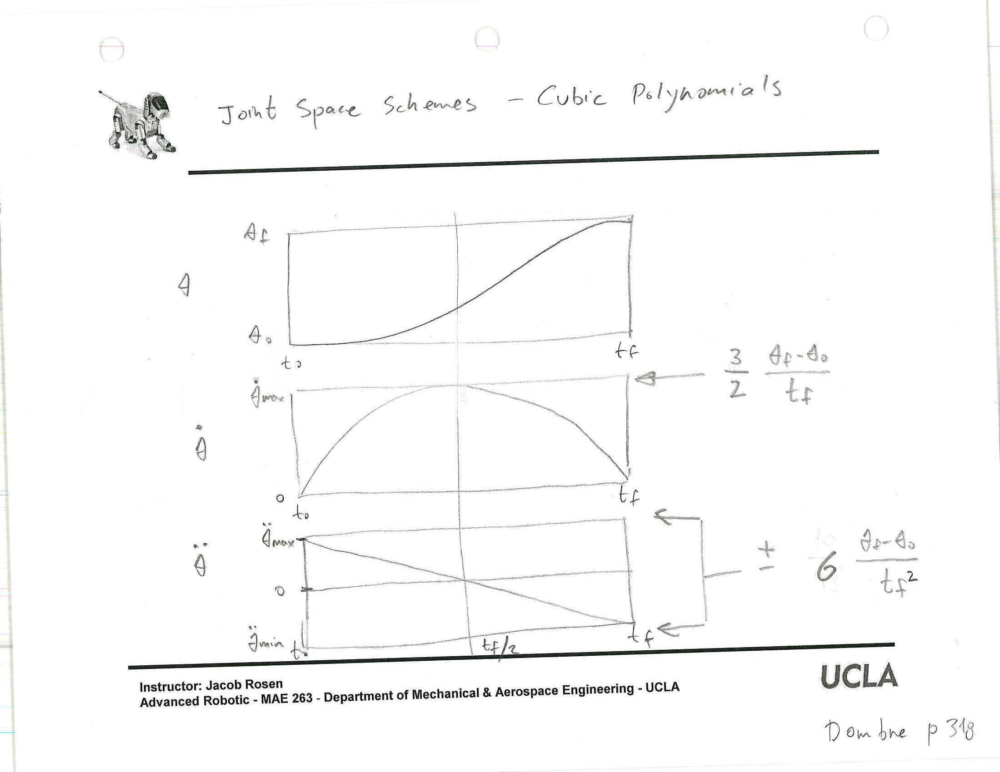 Joint Space Schemes - Cubic Polynomials
θf
θ
θ0
t0
tf
θ̇max
3/2 (θf-θ0)/tf
θ̇
0
t0
tf
θ̈max
θ̈
0
± 6 (θf-θ0)/tf²
θ̈min
t0
tf/2
tf
Instructor: Jacob Rosen
Advanced Robotic - MAE 263 - Department of Mechanical & Aerospace Engineering - UCLA
UCLA
Dombre p 318